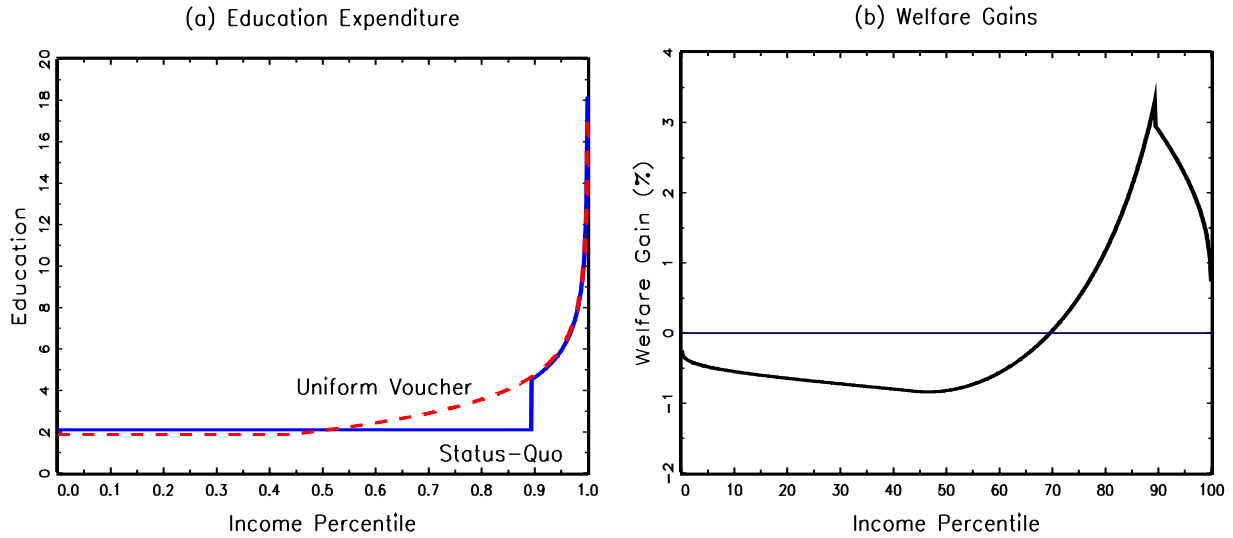 (a) Education Expenditure
20
18
16
14
12
10
8
6
4
2
0
Education
Uniform Voucher
Status-Quo
0.0 0.1 0.2 0.3 0.4 0.5 0.6 0.7 0.8 0.9 1.0
Income Percentile
(b) Welfare Gains
4
3
2
1
0
-1
-2
Welfare Gain (%)
0 10 20 30 40 50 60 70 80 90 100
Income Percentile